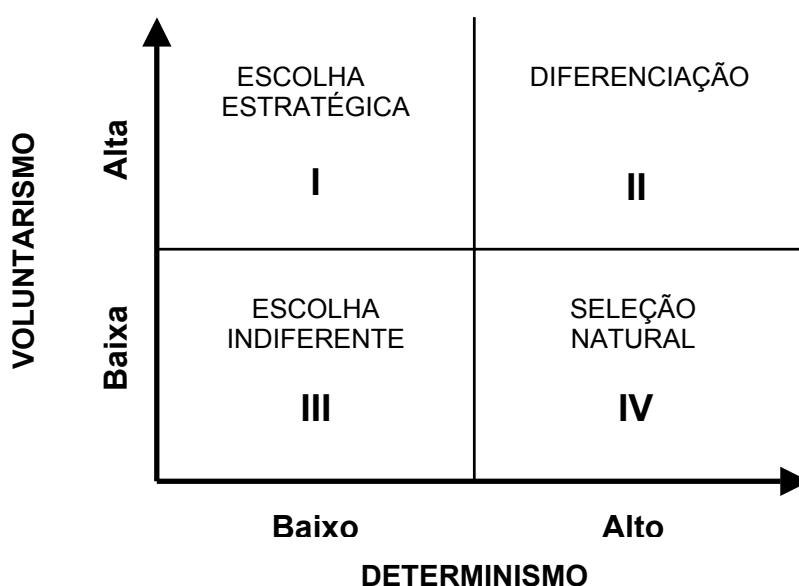 VOLUNTARISMO
Alta
Baixa
ESCOLHA
ESTRATÉGICA
I
DIFERENCIAÇÃO
II
ESCOLHA
INDIFERENTE
III
SELEÇÃO
NATURAL
IV
Baixo
Alto
DETERMINISMO